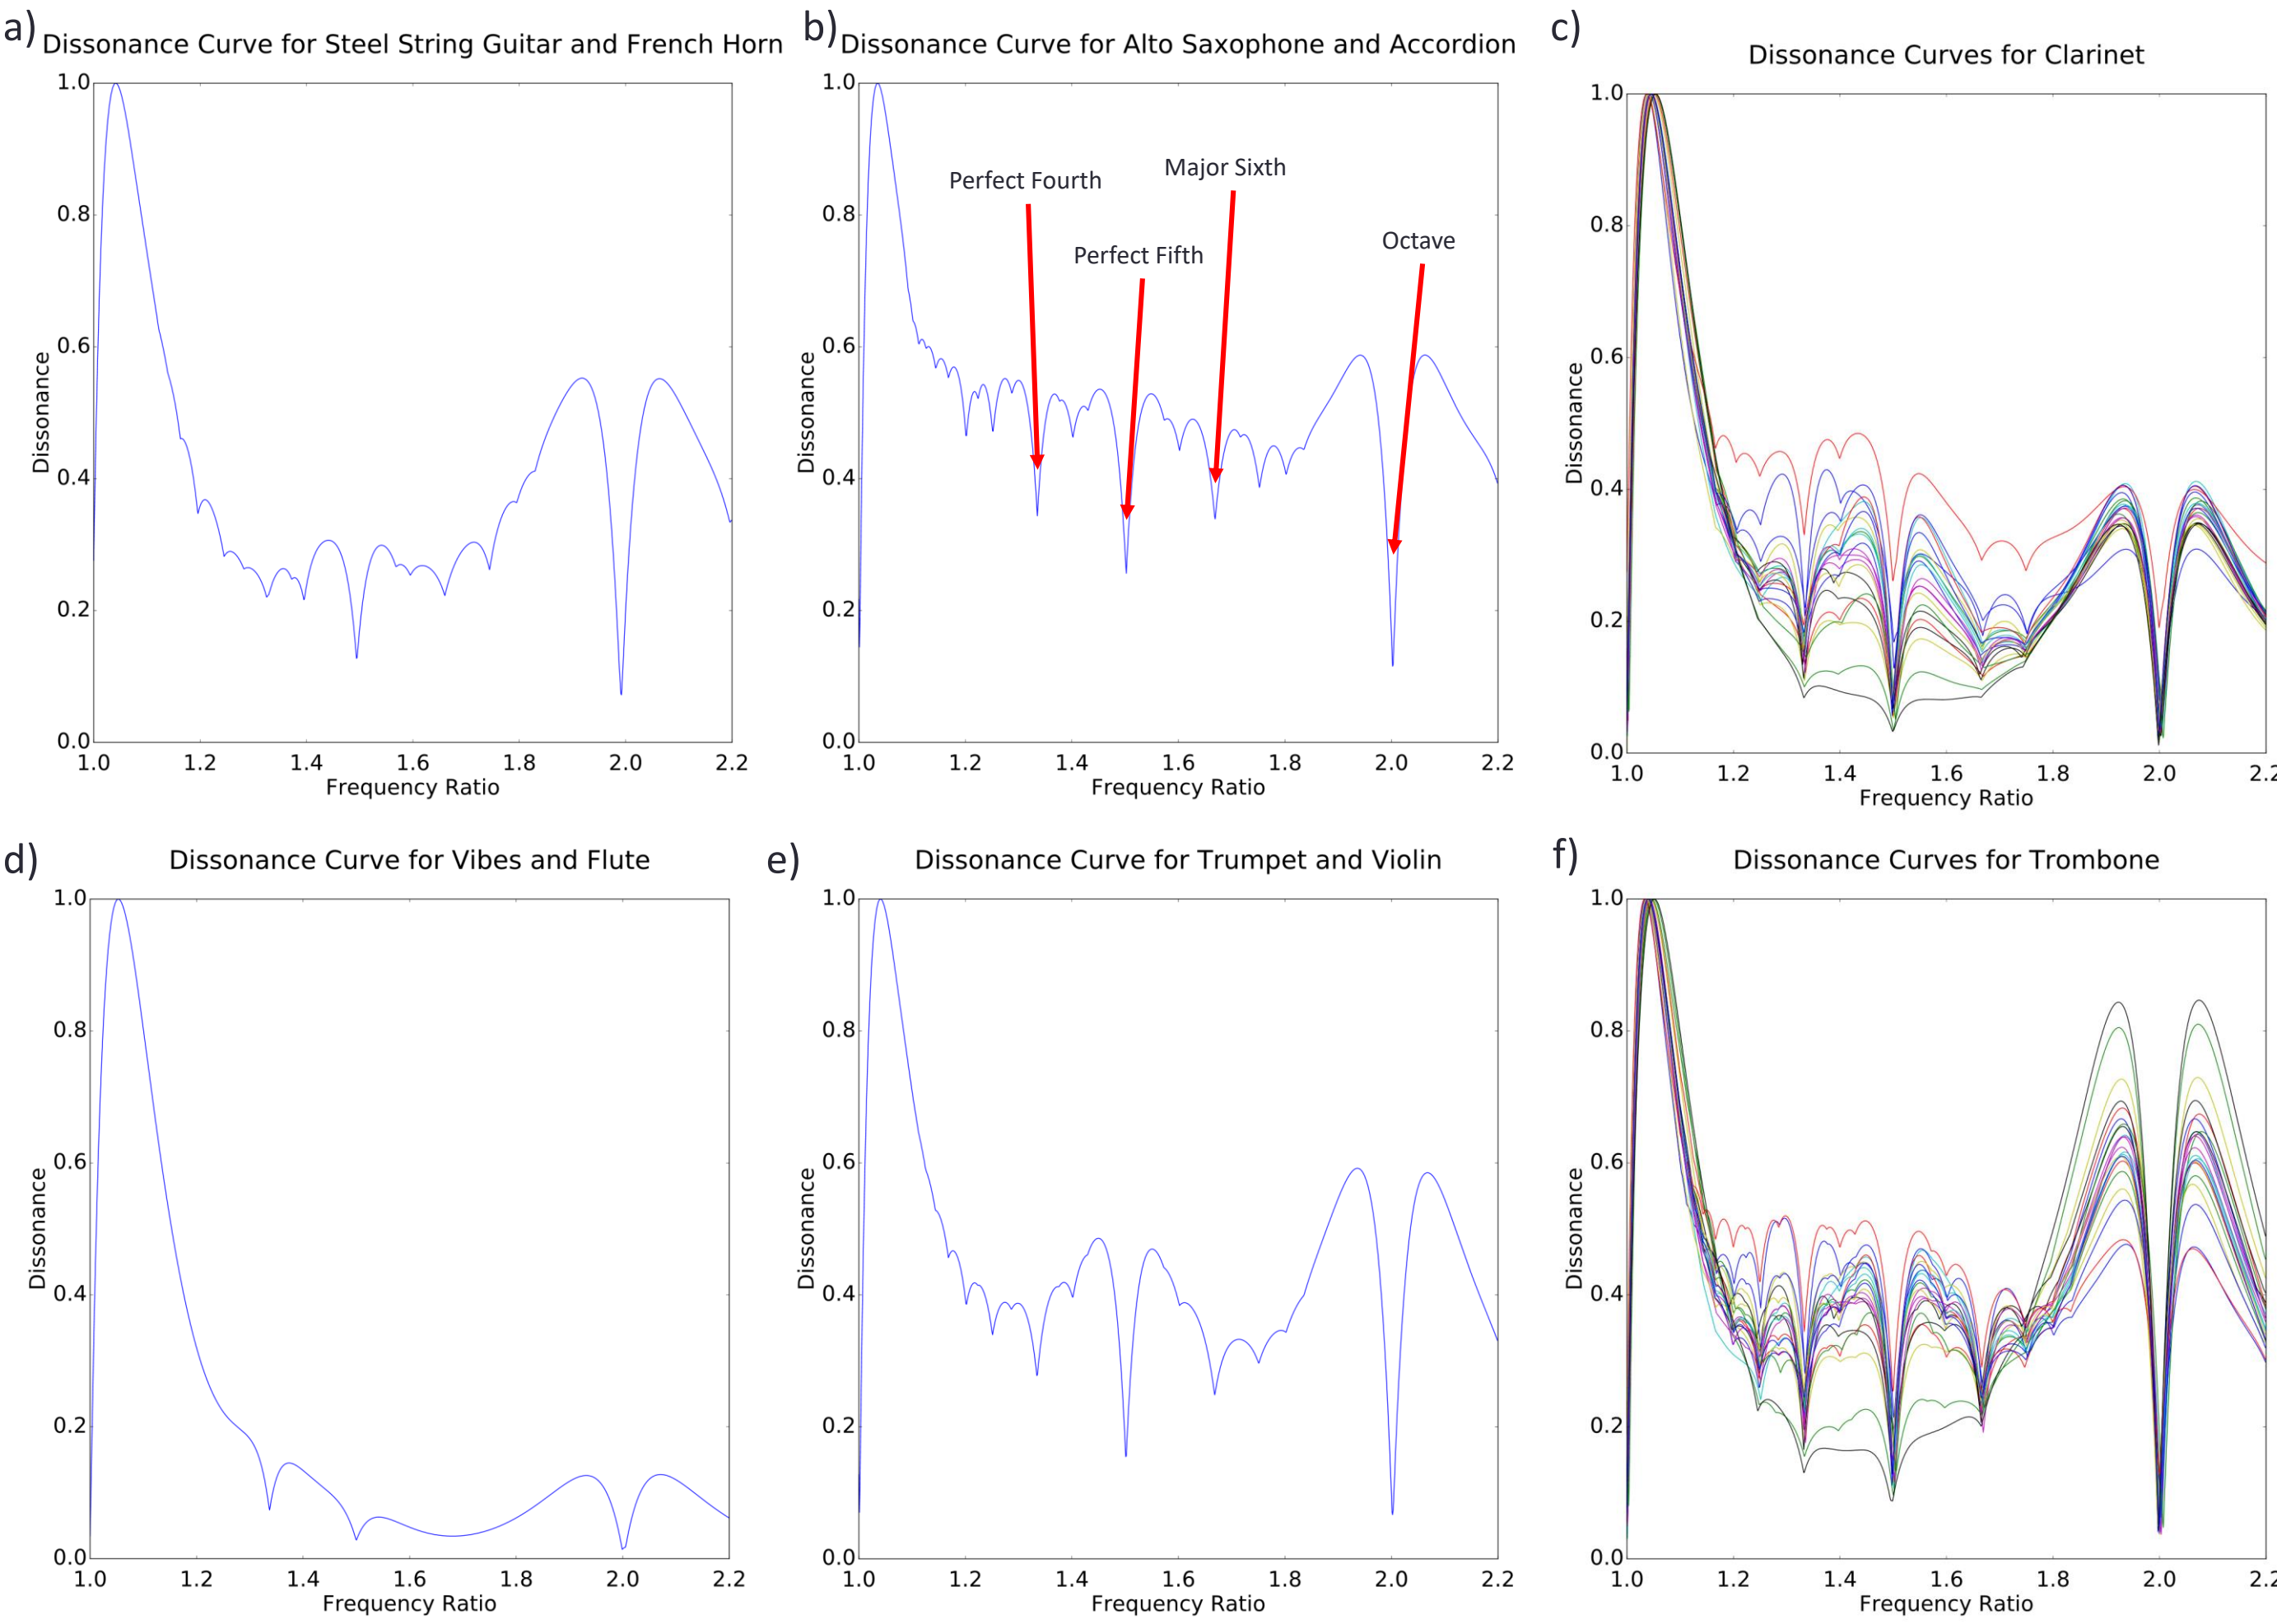 a)
Dissonance Curve for Steel String Guitar and French Horn
1.0
0.8
0.6
0.4
0.2
0.0
Dissonance
1.0 1.2 1.4 1.6 1.8 2.0 2.2
Frequency Ratio
b)
Dissonance Curve for Alto Saxophone and Accordion
1.0
0.8
0.6
0.4
0.2
0.0
Dissonance
Major Sixth
Perfect Fourth
Octave
Perfect Fifth
1.0 1.2 1.4 1.6 1.8 2.0 2.2
Frequency Ratio
c)
Dissonance Curves for Clarinet
1.0
0.8
0.6
0.4
0.2
0.0
Dissonance
1.0 1.2 1.4 1.6 1.8 2.0 2.2
Frequency Ratio
d)
Dissonance Curve for Vibes and Flute
1.0
0.8
0.6
0.4
0.2
0.0
Dissonance
1.0 1.2 1.4 1.6 1.8 2.0 2.2
Frequency Ratio
e)
Dissonance Curve for Trumpet and Violin
1.0
0.8
0.6
0.4
0.2
0.0
Dissonance
1.0 1.2 1.4 1.6 1.8 2.0 2.2
Frequency Ratio
f)
Dissonance Curves for Trombone
1.0
0.8
0.6
0.4
0.2
0.0
Dissonance
1.0 1.2 1.4 1.6 1.8 2.0 2.2
Frequency Ratio